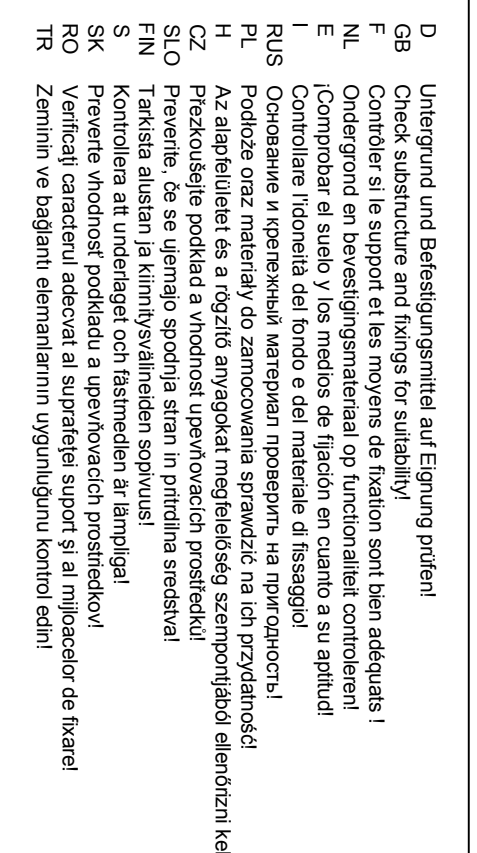 D Untergrund und Befestigungsmittel auf Eignung prüfen!
GB Check substructure and fixings for suitability!
F Contrôler si le support et les moyens de fixation sont bien adéquats !
NL Ondergrond en bevestigingsmateriaal op functionaliteit controleren!
E ¡Comprobar el suelo y los medios de fijación en cuanto a su aptitud!
I Controllare l'idoneità del fondo e del materiale di fissaggio!
RUS Основание и крепежный материал проверить на пригодность!
PL Podłoże oraz materiały do zamocowania sprawdzić na ich przydatność!
H Az alapfelületet és a rögzítő anyagokat megfelelőség szempontjából ellenőrizni kel
CZ Přezkoušejte podklad a vhodnost upevňovacích prostředků!
SLO Preverite, če se ujemajo spodnja stran in pritrdilna sredstva!
FIN Tarkista alustan ja kiinnitysvälineiden sopivuus!
S Kontrollera att underlaget och fästmedlen är lämpliga!
SK Preverte vhodnosť podkladu a upevňovacích prostriedkov!
RO Verificaţi caracterul adecvat al suprafeţei suport şi al mijloacelor de fixare!
TR Zeminin ve bağlantı elemanlarının uygunluğunu kontrol edin!